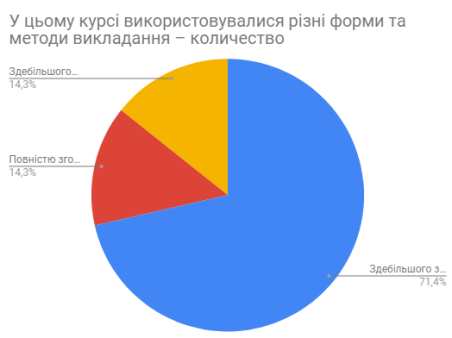 У цьому курсі використовувалися різні форми та
методи викладання – количество
Здебільшого…
14,3%
Повністю зго…
14,3%
Здебільшого з…
71,4%